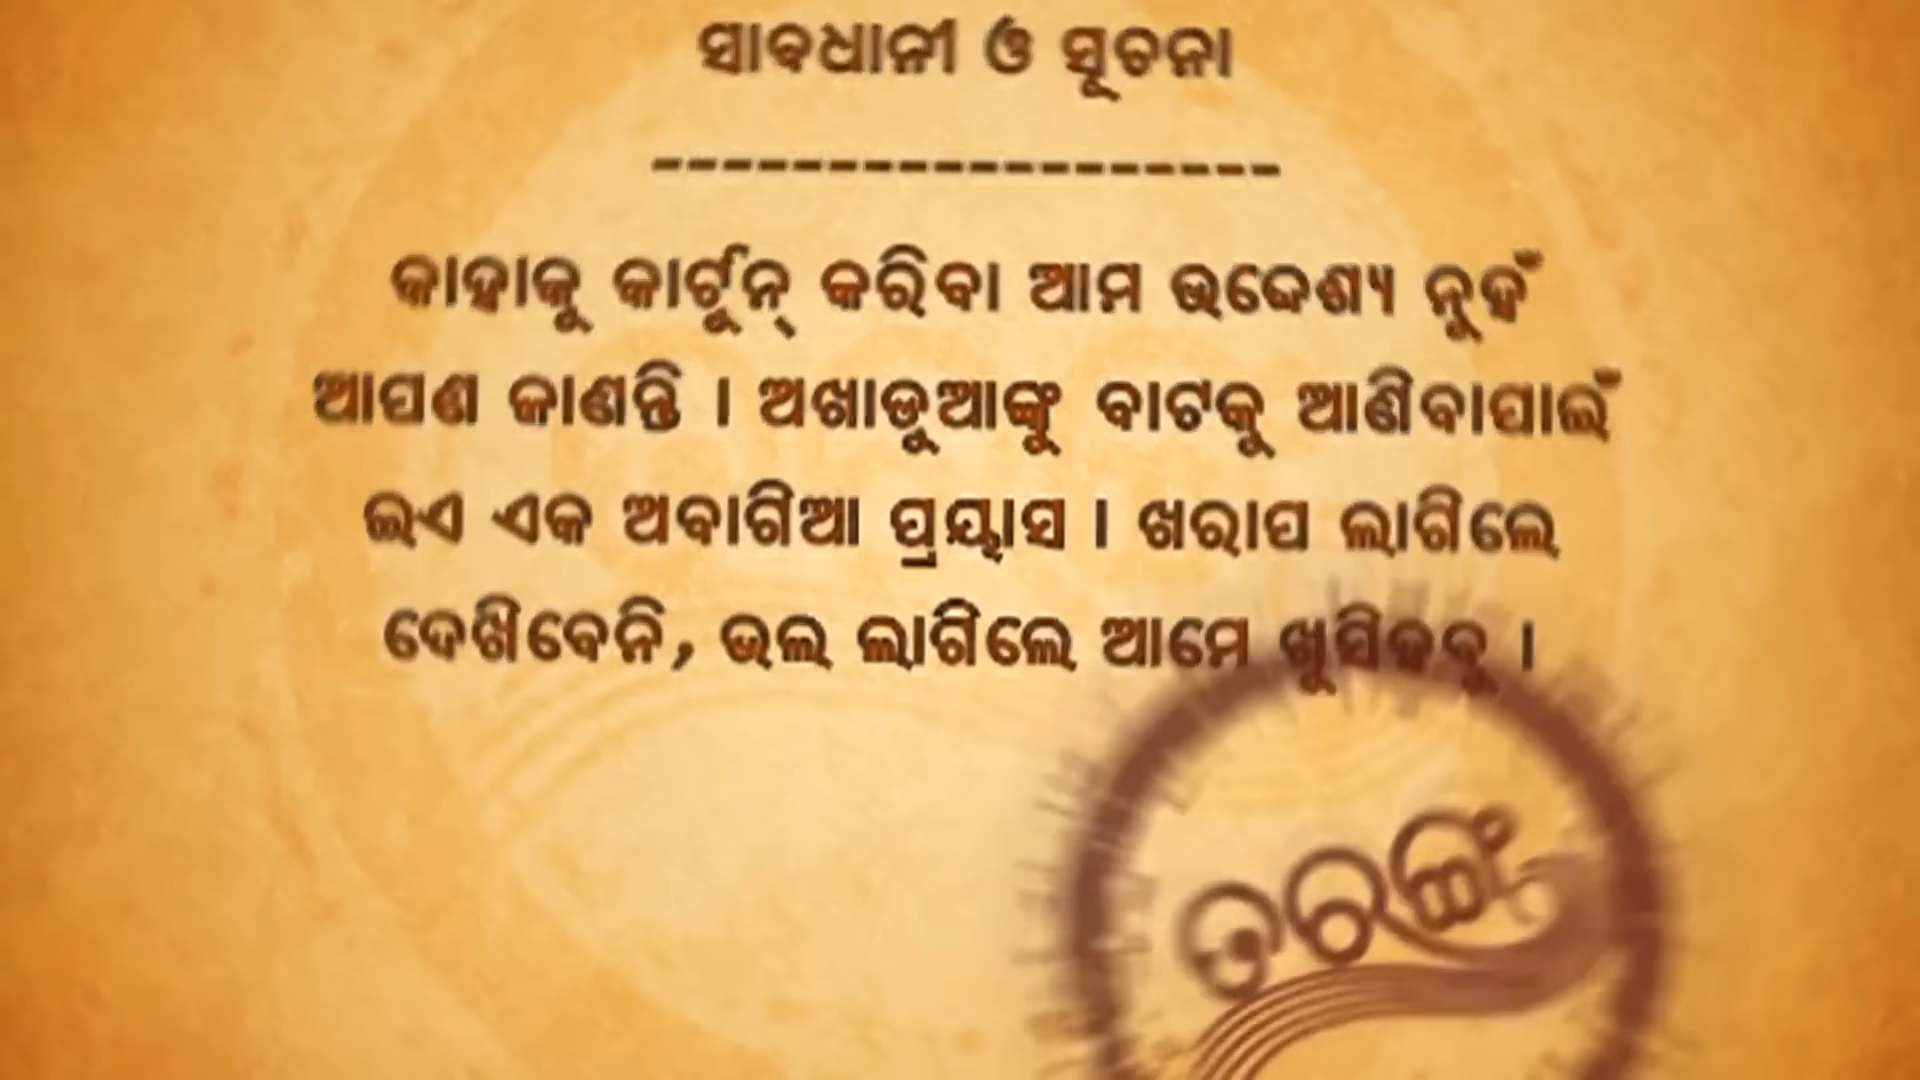 ସାବଧାନୀ ଓ ସୂଚନା
-------------------
କାହାକୁ କାର୍ଟୁନ୍ କରିବା ଆମ ଉଦ୍ଦେଶ୍ୟ ନୁହଁ
ଆପଣ ଜାଣନ୍ତି । ଅଖାଡୁଆଙ୍କୁ ବାଟକୁ ଆଣିବାପାଇଁ
ଇଏ ଏକ ଅବାଗିଆ ପ୍ରୟାସ । ଖରାପ ଲାଗିଲେ
ଦେଖିବେନି, ଭଲ ଲାଗିଲେ ଆମେ ଖୁସିହବୁ ।
ତରଙ୍ଗ